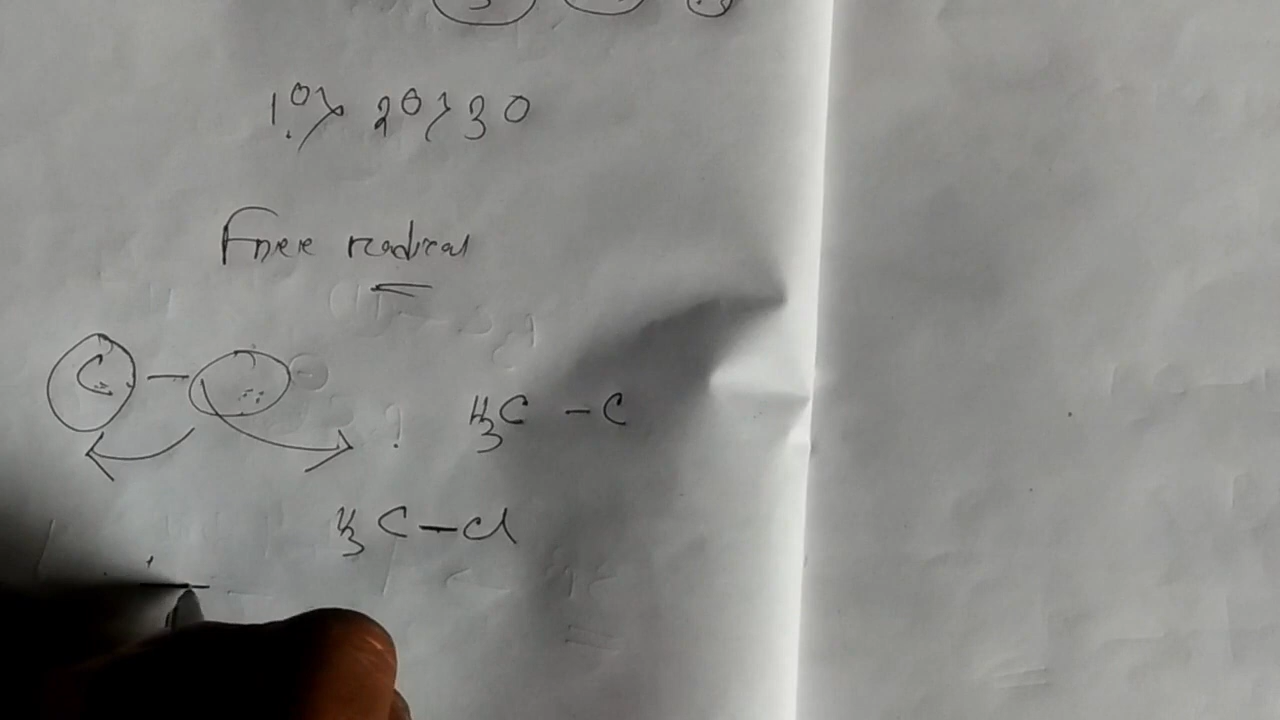 1° > 2° > 3°
Free radical
C –
H₃C – C
H₃C – Cl